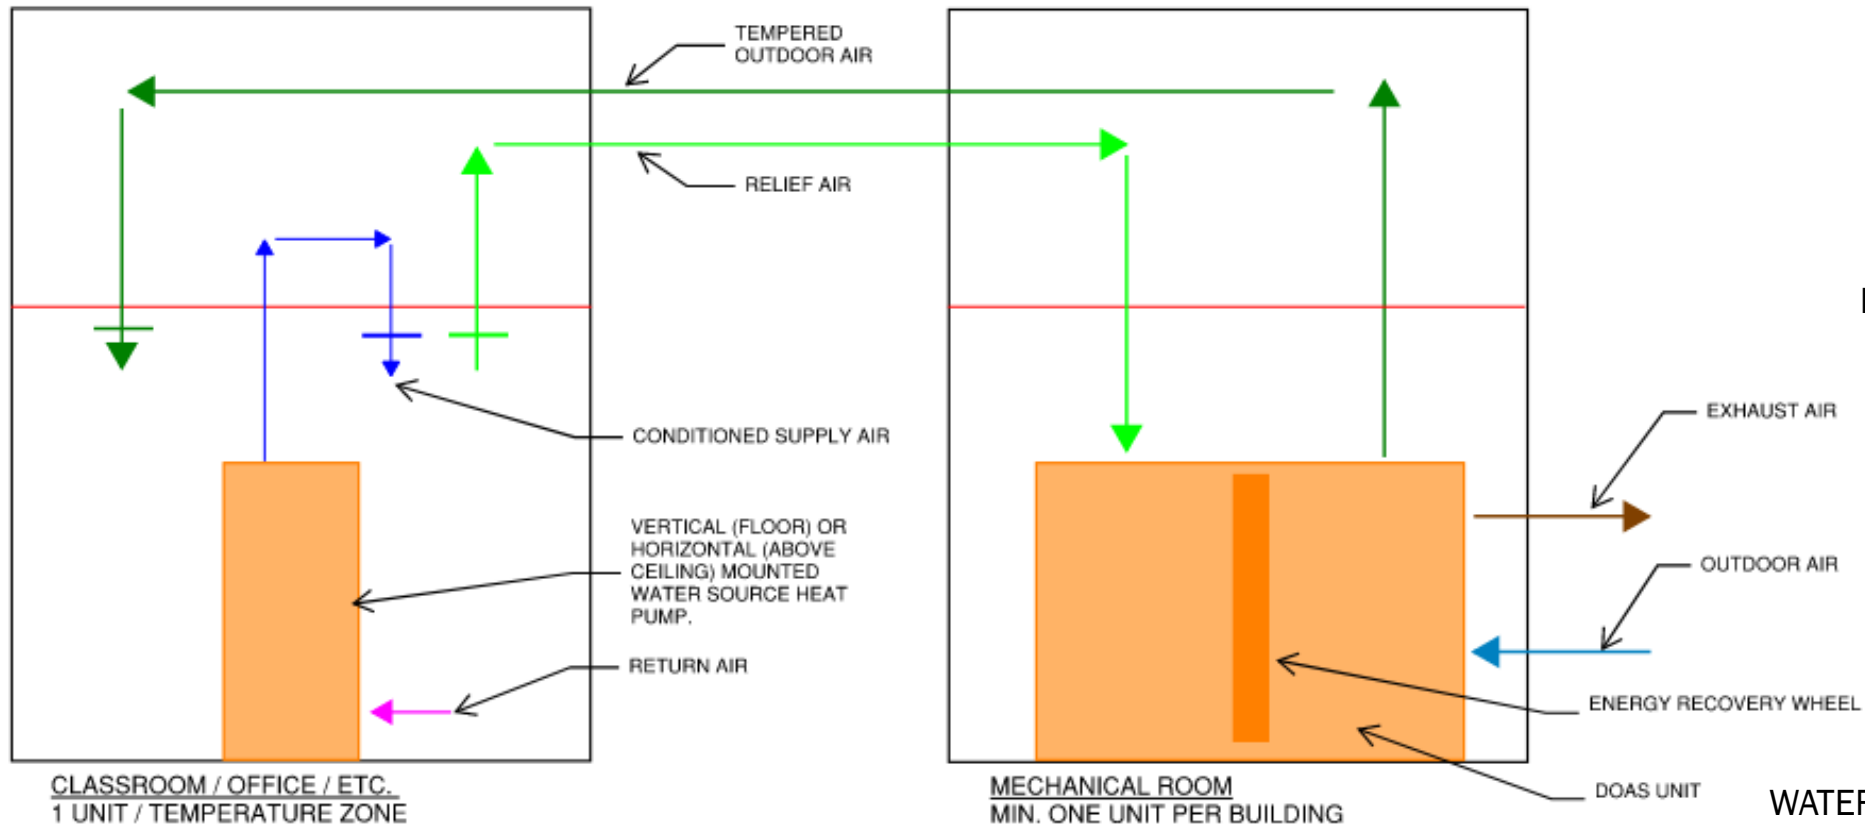 TEMPERED
OUTDOOR AIR
RELIEF AIR
CONDITIONED SUPPLY AIR
VERTICAL (FLOOR) OR
HORIZONTAL (ABOVE
CEILING) MOUNTED
WATER SOURCE HEAT
PUMP.
RETURN AIR
CLASSROOM / OFFICE / ETC.
1 UNIT / TEMPERATURE ZONE
EXHAUST AIR
OUTDOOR AIR
ENERGY RECOVERY WHEEL
DOAS UNIT
MECHANICAL ROOM
MIN. ONE UNIT PER BUILDING
WATER